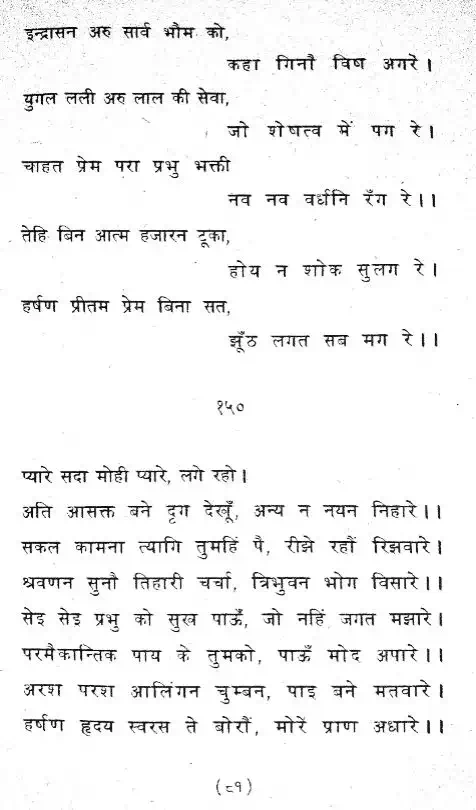 इन्द्रासन अरु सार्व भौम को,
कहा गिनौ विष अगरे।
युगल लली अरु लाल की सेवा,
जो शेषत्व में पग रे।
चाहत प्रेम परा प्रभु भक्ती
नव नव वर्धनि रँग रे।।
तेहि बिन आत्म हजारन टूका,
होय न शोक सुलग रे।
हर्षण प्रीतम प्रेम बिना सत,
झूँठ लगत सब मग रे।।
१५०
प्यारे सदा मोही प्यारे, लगे रहो।
अति आसक्त बने दृग देखूँ, अन्य न नयन निहारे।।
सकल कामना त्यागि तुमहिं पै, रीझे रहौं रिझवारे।
श्रवणन सुनौ तिहारी चर्चा, त्रिभुवन भोग विसारे।।
सेइ सेइ प्रभु को सुख पाऊँ, जो नहिं जगत मझारे।
परमैकान्तिक पाय के तुमको, पाऊँ मोद अपारे।।
अरश परश आलिंगन चुम्बन, पाइ बने मतवारे।
हर्षण हृदय स्वरस ते बोरौं, मोरें प्राण अधारे।।
(८१)